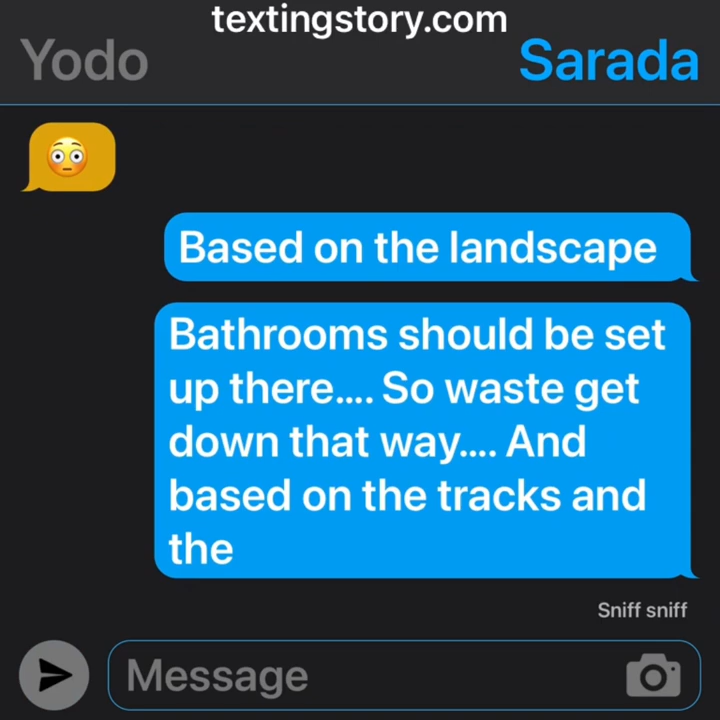 textingstory.com
Yodo
Sarada
😳
Based on the landscape
Bathrooms should be set
up there.... So waste get
down that way.... And
based on the tracks and
the
Sniff sniff
Message